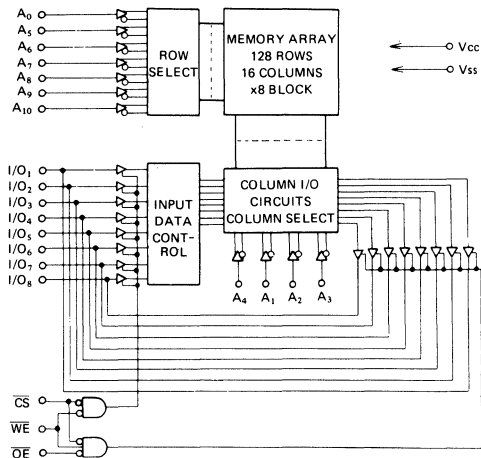 A0
A5
A6
A7
A8
A9
A10
ROW
SELECT
MEMORY ARRAY
128 ROWS
16 COLUMNS
x8 BLOCK
Vcc
Vss
I/O1
I/O2
I/O3
I/O4
I/O5
I/O6
I/O7
I/O8
INPUT
DATA
CONT-
ROL
COLUMN I/O
CIRCUITS
COLUMN SELECT
A4 A1 A2 A3
CS
WE
OE